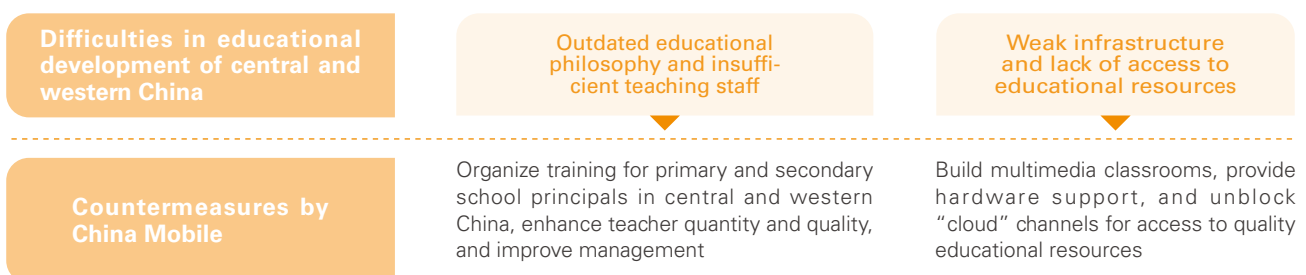 Difficulties in educational
development of central and
western China
Outdated educational
philosophy and insuffi-
cient teaching staff
Weak infrastructure
and lack of access to
educational resources
Countermeasures by
China Mobile
Organize training for primary and secondary
school principals in central and western
China, enhance teacher quantity and quality,
and improve management
Build multimedia classrooms, provide
hardware support, and unblock
“cloud” channels for access to quality
educational resources